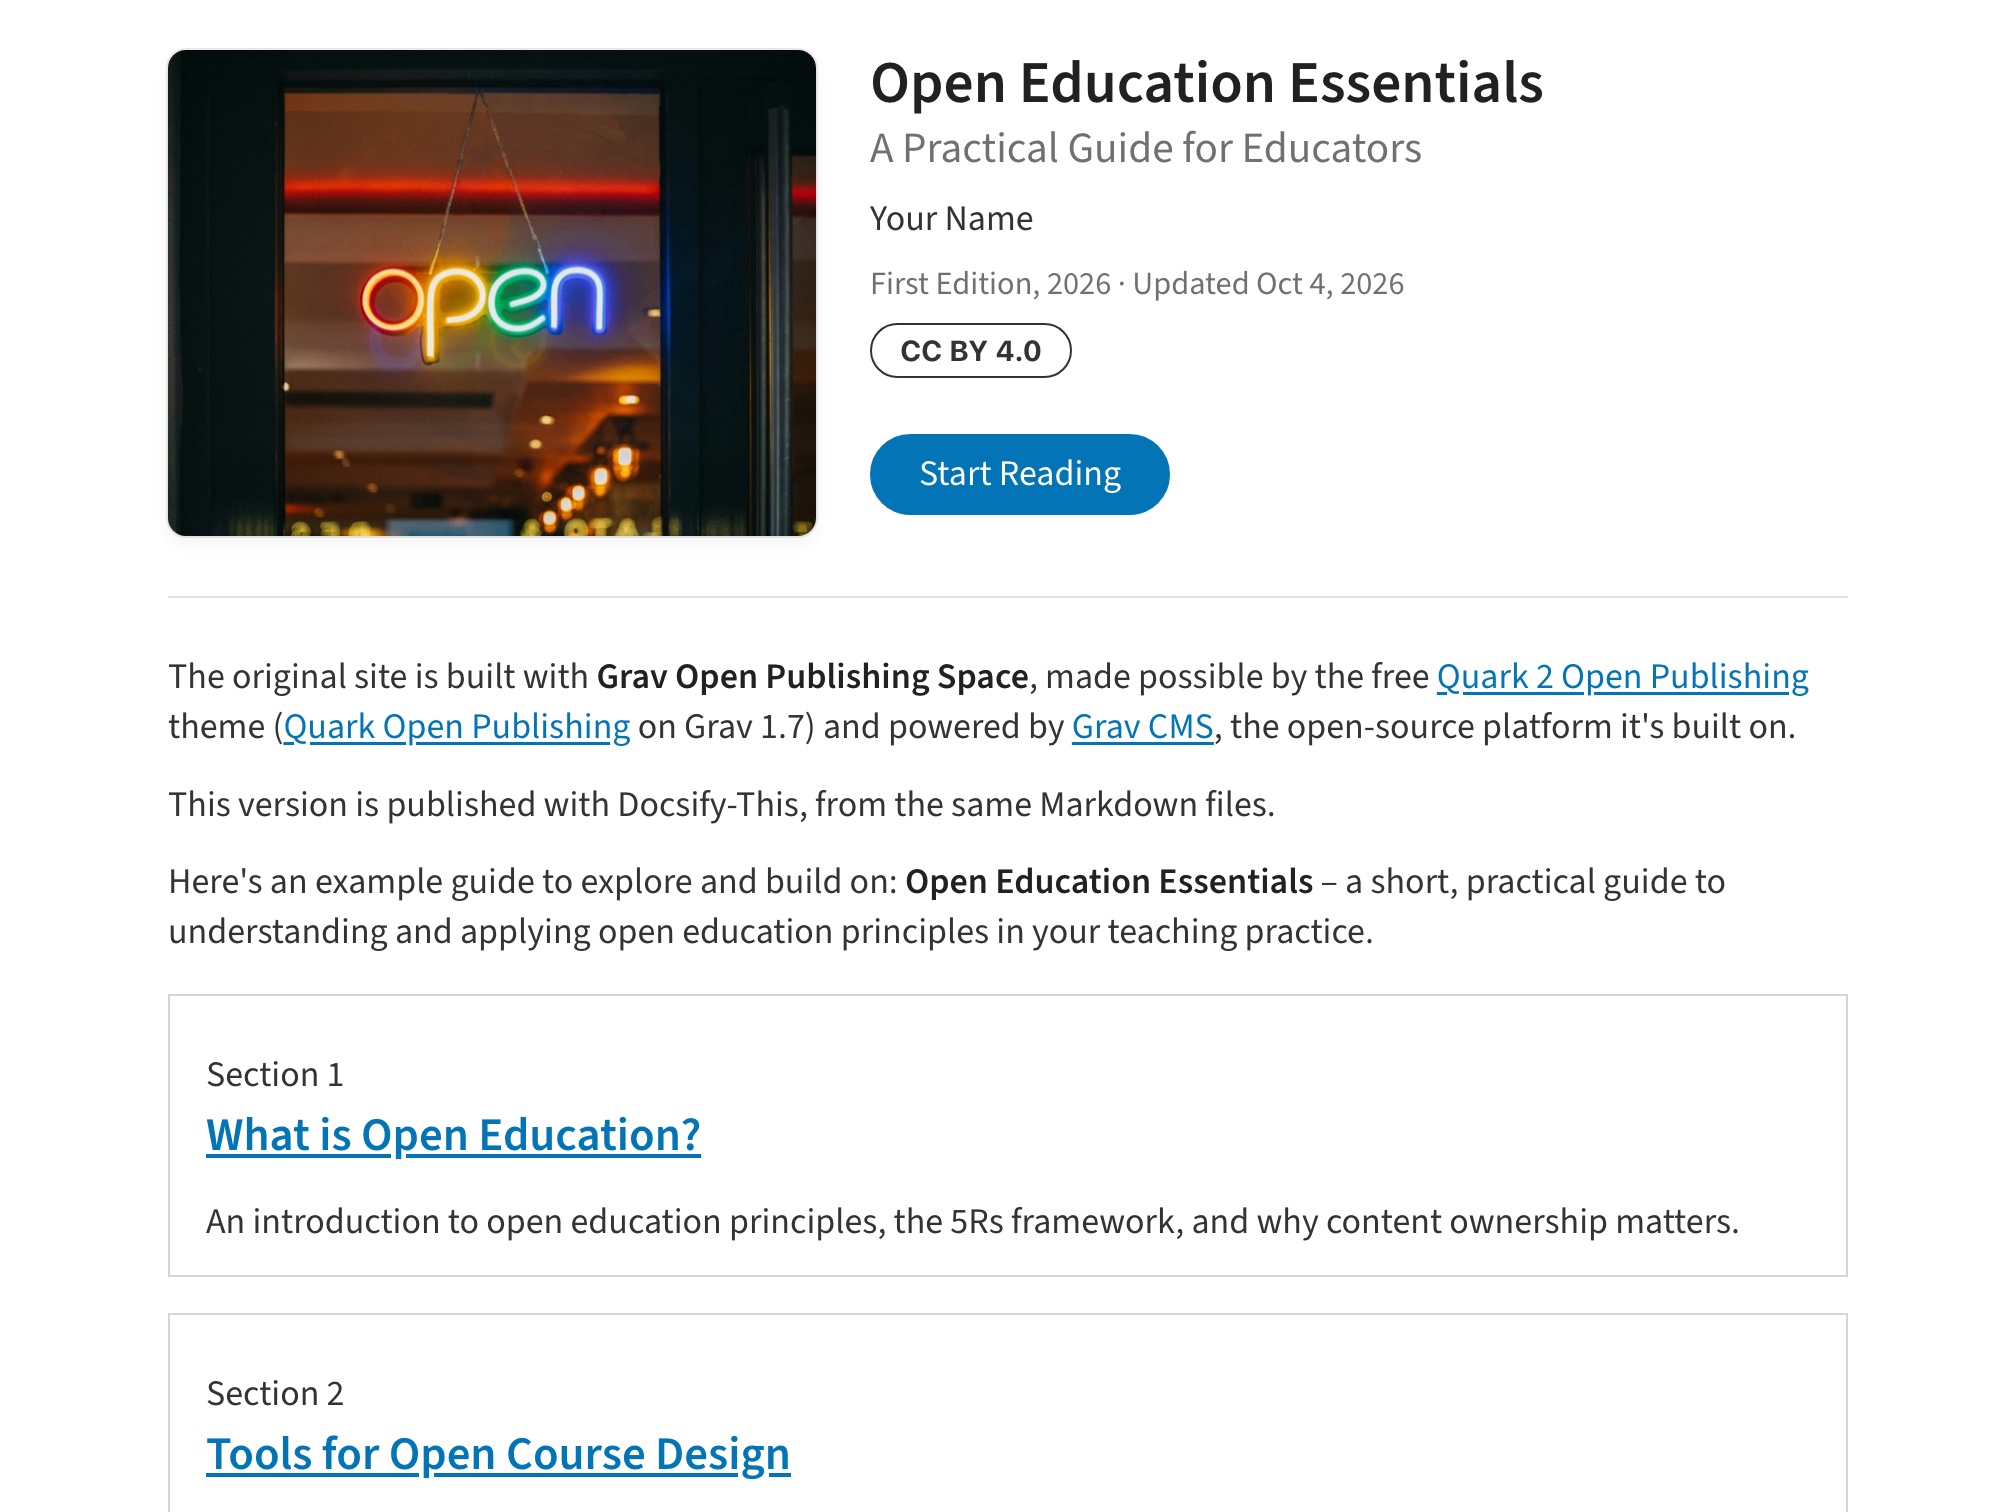 open
Open Education Essentials
A Practical Guide for Educators
Your Name
First Edition, 2026 · Updated Oct 4, 2026
CC BY 4.0
Start Reading
The original site is built with Grav Open Publishing Space, made possible by the free Quark 2 Open Publishing
theme (Quark Open Publishing on Grav 1.7) and powered by Grav CMS, the open-source platform it's built on.
This version is published with Docsify-This, from the same Markdown files.
Here's an example guide to explore and build on: Open Education Essentials – a short, practical guide to
understanding and applying open education principles in your teaching practice.
Section 1
What is Open Education?
An introduction to open education principles, the 5Rs framework, and why content ownership matters.
Section 2
Tools for Open Course Design